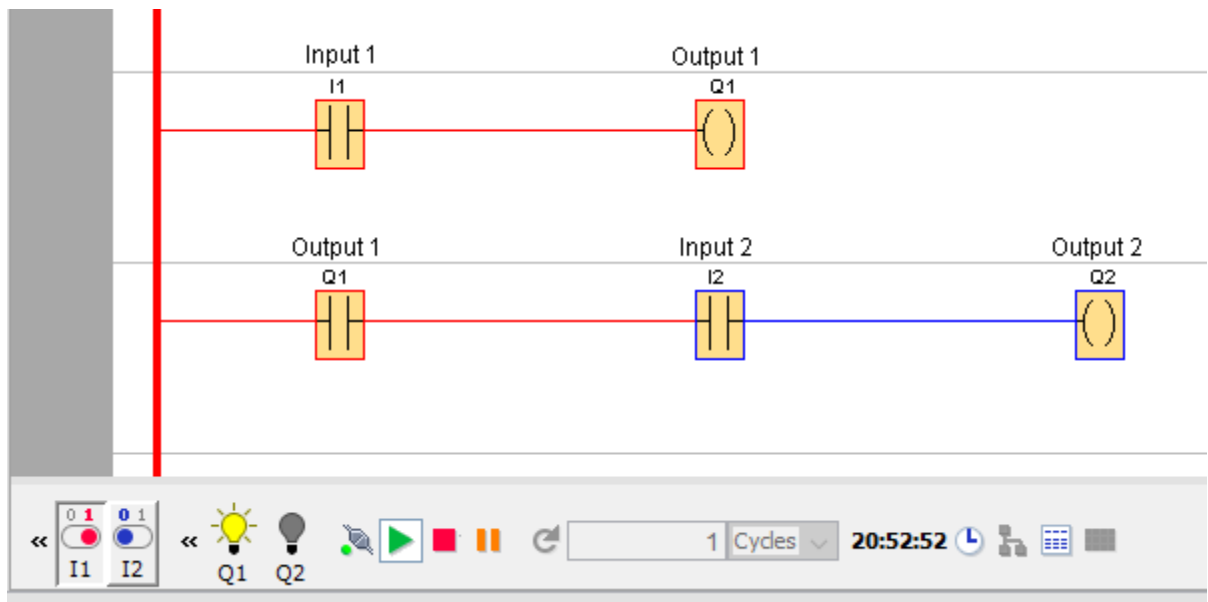 Input 1 Output 1
I1 Q1
Output 1 Input 2 Output 2
Q1 I2 Q2
« 0 1 0 1 « 1 Cycles 20:52:52
I1 I2 Q1 Q2